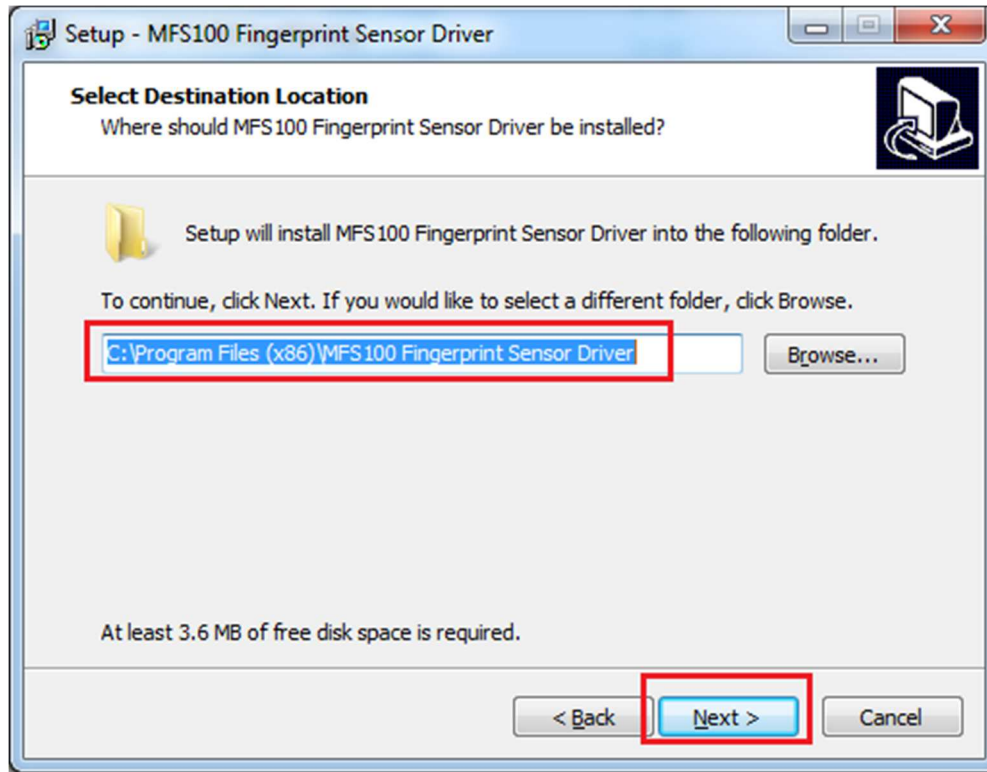 Setup - MFS100 Fingerprint Sensor Driver
Select Destination Location
Where should MFS100 Fingerprint Sensor Driver be installed?
Setup will install MFS100 Fingerprint Sensor Driver into the following folder.
To continue, click Next. If you would like to select a different folder, click Browse.
C:\Program Files (x86)\MFS100 Fingerprint Sensor Driver
Browse...
At least 3.6 MB of free disk space is required.
< Back Next > Cancel